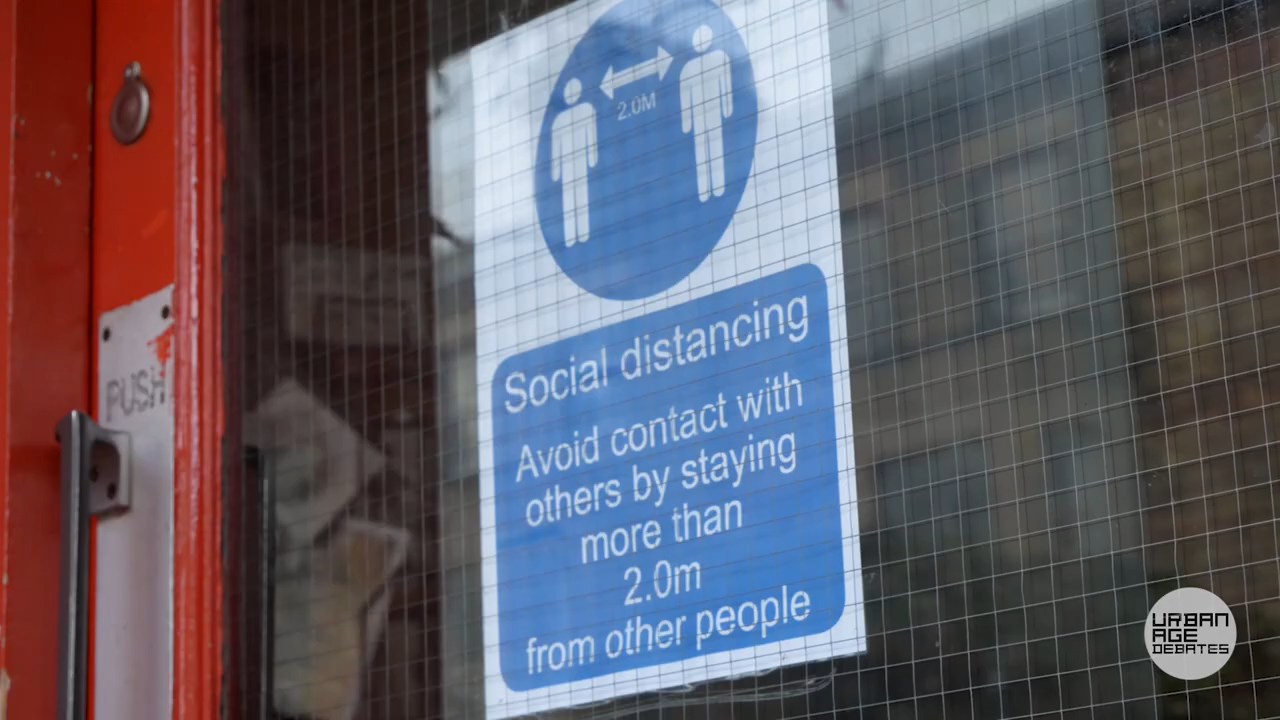 2.0M
Social distancing
Avoid contact with
others by staying
more than
2.0m
from other people
PUSH
URBAN
AGE
DEBATES